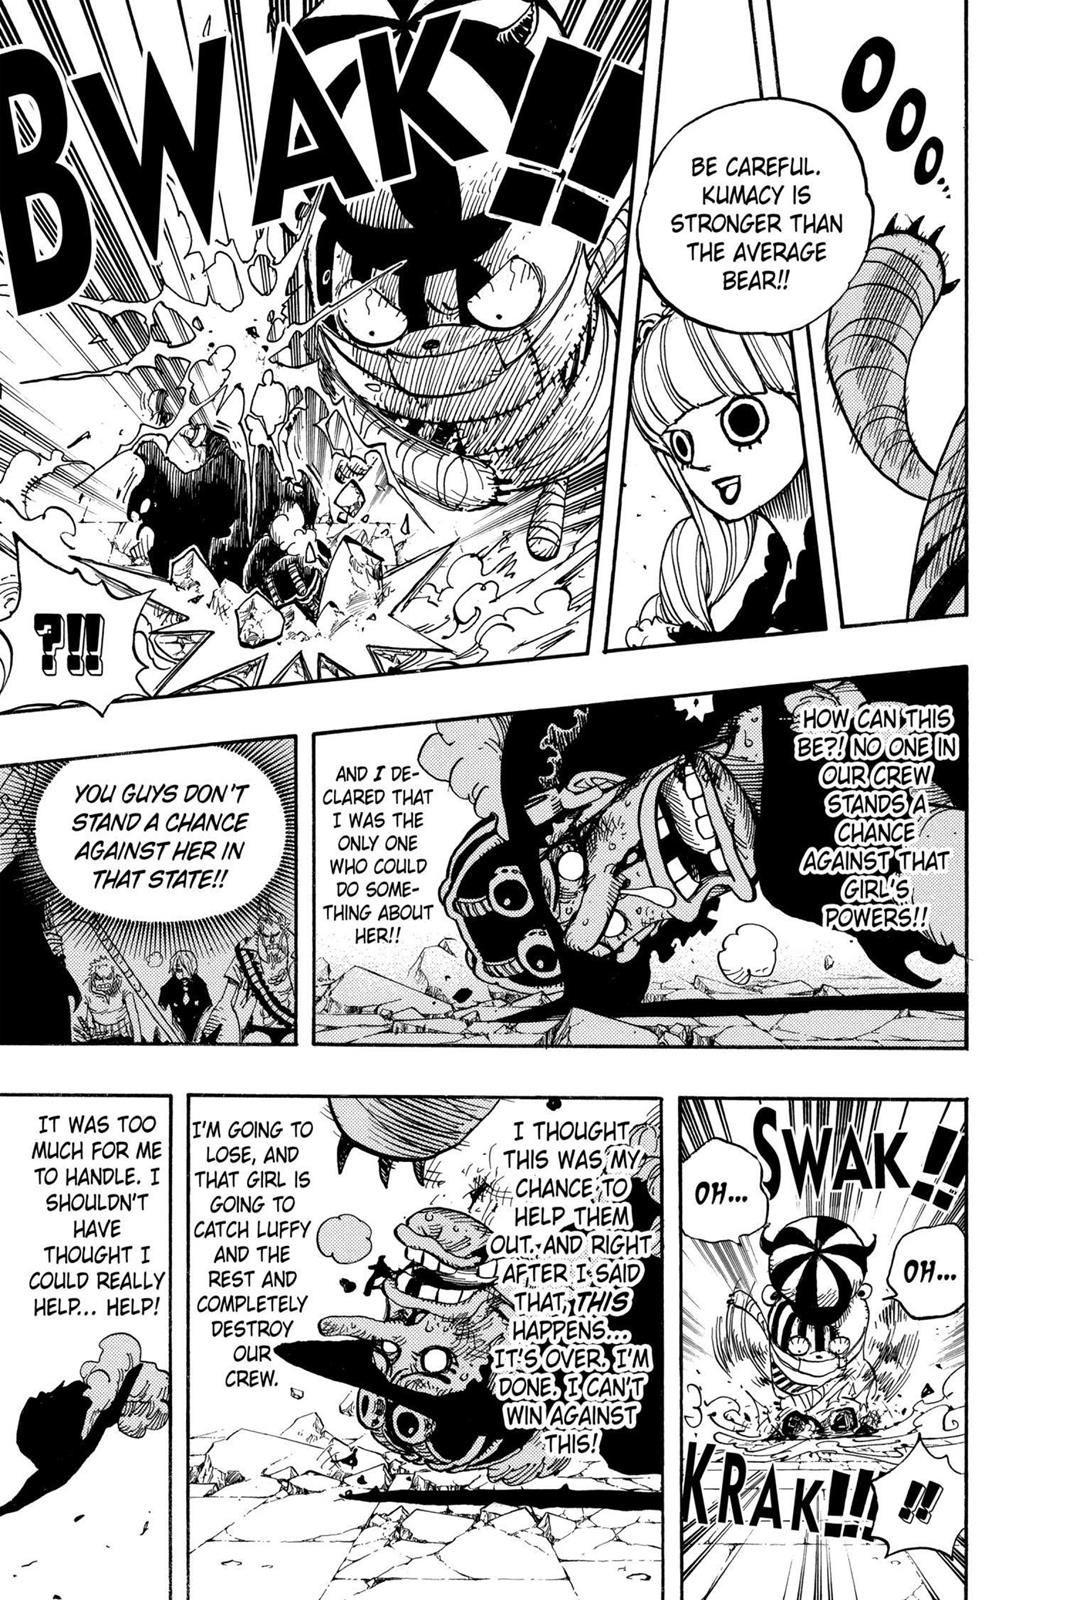 OOO...
BE CAREFUL.
KUMACY IS
STRONGER THAN
THE AVERAGE
BEAR!!
BWAK!!
?!!
HOW CAN THIS
BE?! NO ONE IN
OUR CREW
STANDS A
CHANCE
AGAINST THAT
GIRL'S
POWERS!!
AND I DE-
CLARED THAT
I WAS THE
ONLY ONE
WHO COULD
DO SOME-
THING ABOUT
HER!!
YOU GUYS DON'T
STAND A CHANCE
AGAINST HER IN
THAT STATE!!
SWAK!!
OH...
OH...
KRAK!!!
!!
I THOUGHT
THIS WAS MY
CHANCE TO
HELP THEM
OUT. AND RIGHT
AFTER I SAID
THAT, THIS
HAPPENS...
IT'S OVER. I'M
DONE. I CAN'T
WIN AGAINST
THIS!
I'M GOING TO
LOSE, AND
THAT GIRL IS
GOING TO
CATCH LUFFY
AND THE
REST AND
COMPLETELY
DESTROY
OUR
CREW.
IT WAS TOO
MUCH FOR ME
TO HANDLE. I
SHOULDN'T
HAVE
THOUGHT I
COULD REALLY
HELP... HELP!